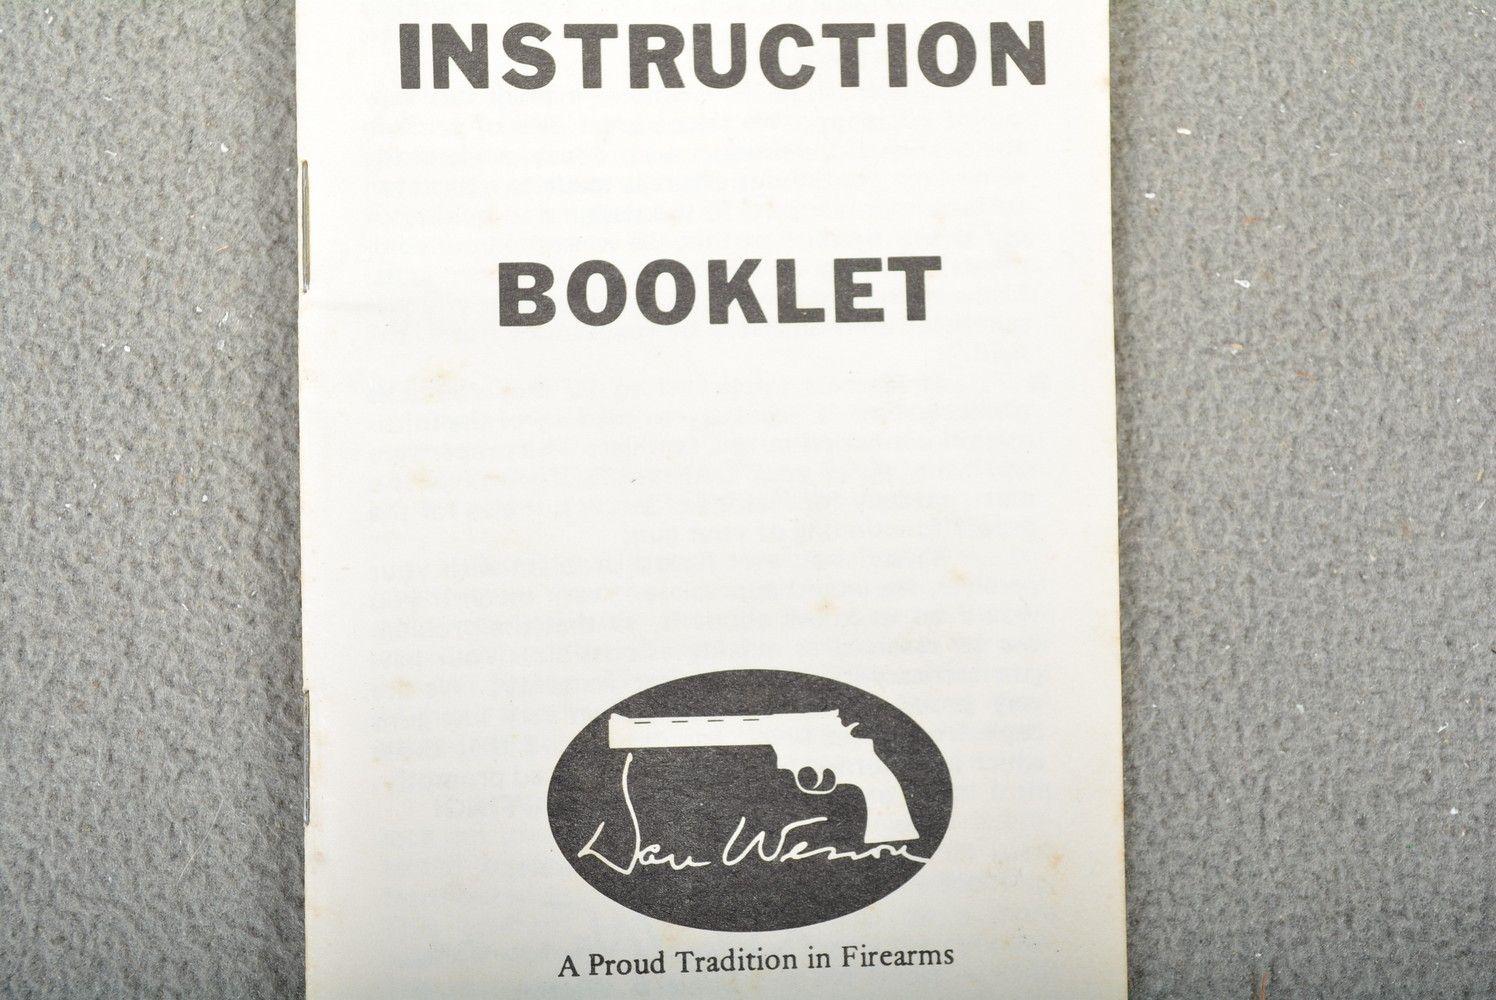 INSTRUCTION
BOOKLET
Dan Wesson
A Proud Tradition in Firearms